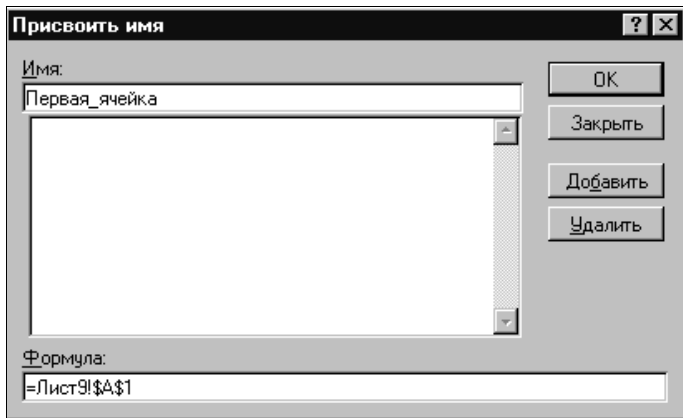 Присвоить имя
Имя:
Первая_ячейка
OK
Закрыть
Добавить
Удалить
Формула:
=Лист9!$A$1